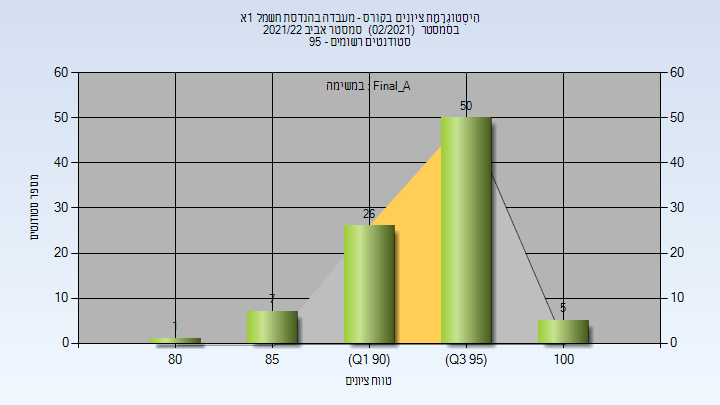 היסטוגרמת ציונים בקורס - מעבדה בהנדסת חשמל 1א
בסמסטר (02/2021) סמסטר אביב 2021/22
סטודנטים רשומים - 95
במשימה : Final_A
מספר סטודנטים
60
50
40
30
20
10
0
60
50
40
30
20
10
0
1
7
26
50
5
80
85
(Q1 90)
(Q3 95)
100
טווח ציונים